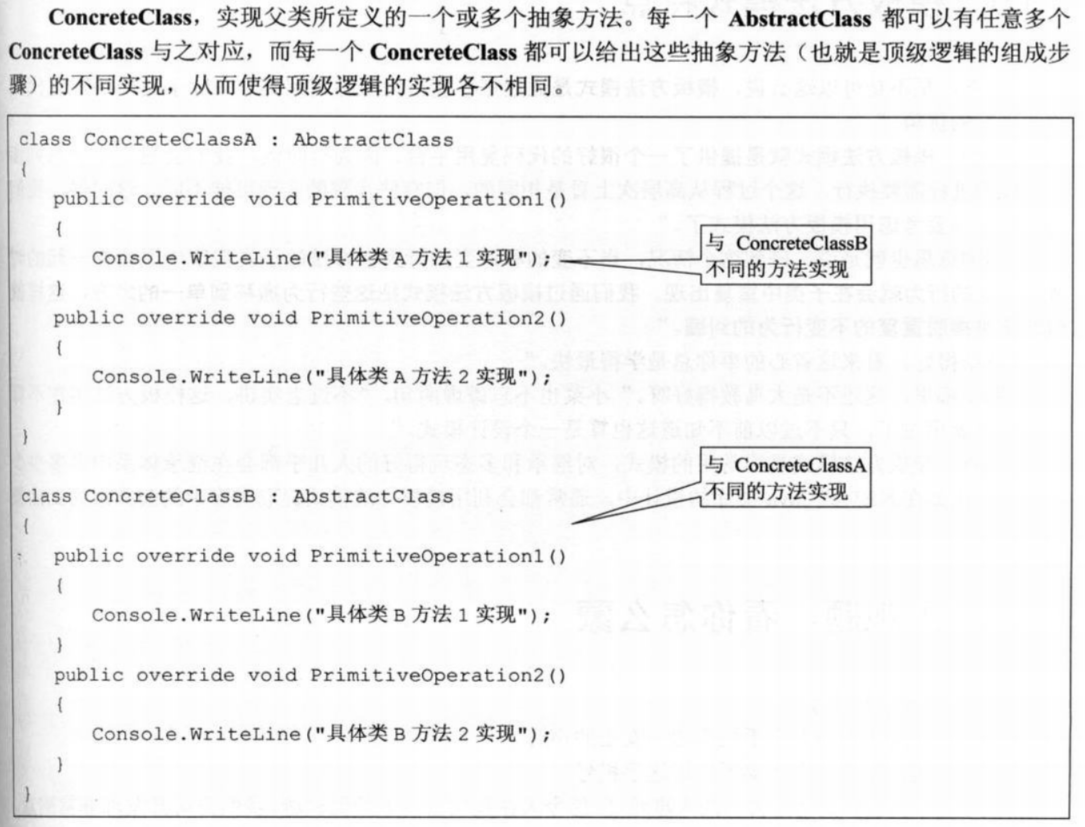 ConcreteClass，实现父类所定义的一个或多个抽象方法。每一个 AbstractClass 都可以有任意多个
ConcreteClass 与之对应，而每一个 ConcreteClass 都可以给出这些抽象方法（也就是顶级逻辑的组成步
骤）的不同实现，从而使得顶级逻辑的实现各不相同。
class ConcreteClassA : AbstractClass
{
public override void PrimitiveOperation1()
{
Console.WriteLine("具体类 A 方法 1 实现");
与 ConcreteClassB
不同的方法实现
}
public override void PrimitiveOperation2()
{
Console.WriteLine("具体类 A 方法 2 实现");
}
}
class ConcreteClassB : AbstractClass
与 ConcreteClassA
不同的方法实现
{
public override void PrimitiveOperation1()
{
Console.WriteLine("具体类 B 方法 1 实现");
}
public override void PrimitiveOperation2()
{
Console.WriteLine("具体类 B 方法 2 实现");
}
}